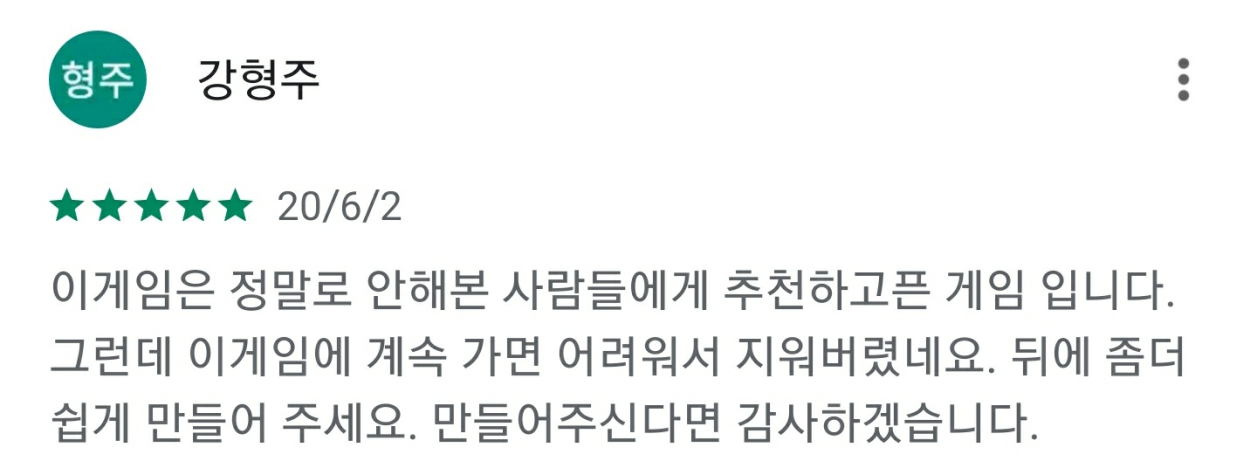 형주 강형주
★★★★★ 20/6/2
이게임은 정말로 안해본 사람들에게 추천하고픈 게임 입니다.
그런데 이게임에 계속 가면 어려워서 지워버렸네요. 뒤에 좀더
쉽게 만들어 주세요. 만들어주신다면 감사하겠습니다.